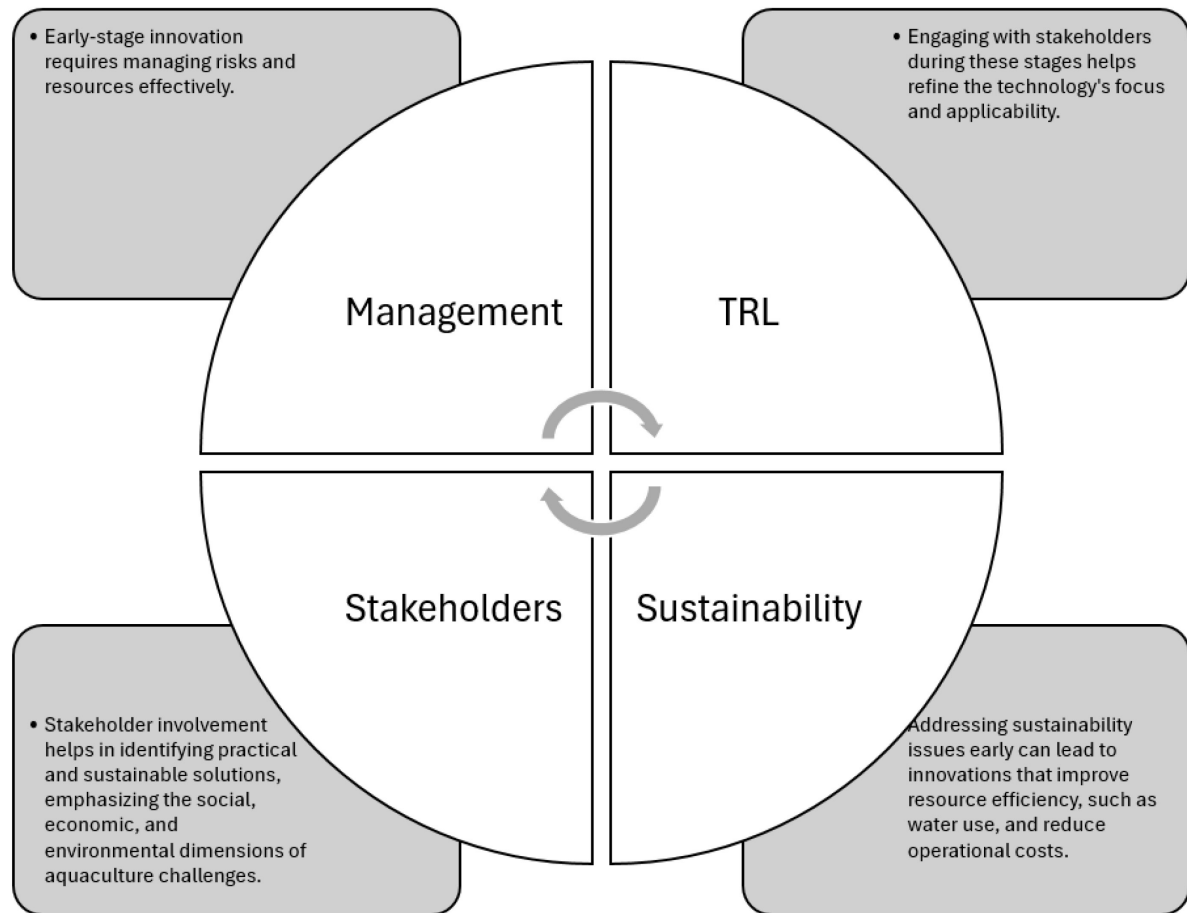 • Early-stage innovation
requires managing risks and
resources effectively.
• Engaging with stakeholders
during these stages helps
refine the technology's focus
and applicability.
Management
TRL
Stakeholders
Sustainability
• Stakeholder involvement
helps in identifying practical
and sustainable solutions,
emphasizing the social,
economic, and
environmental dimensions of
aquaculture challenges.
Addressing sustainability
issues early can lead to
innovations that improve
resource efficiency, such as
water use, and reduce
operational costs.